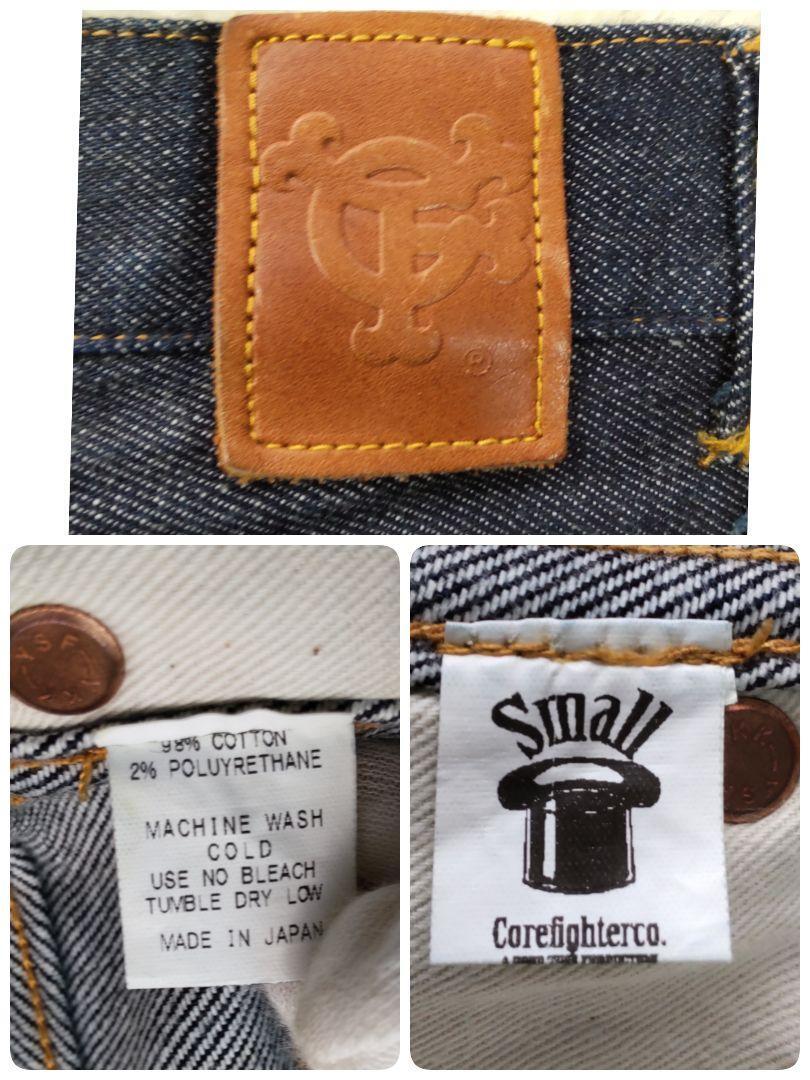 ®
98% COTTON
2% POLUYRETHANE
MACHINE WASH
COLD
USE NO BLEACH
TUMBLE DRY LOW
MADE IN JAPAN
Small
Corefighterco.